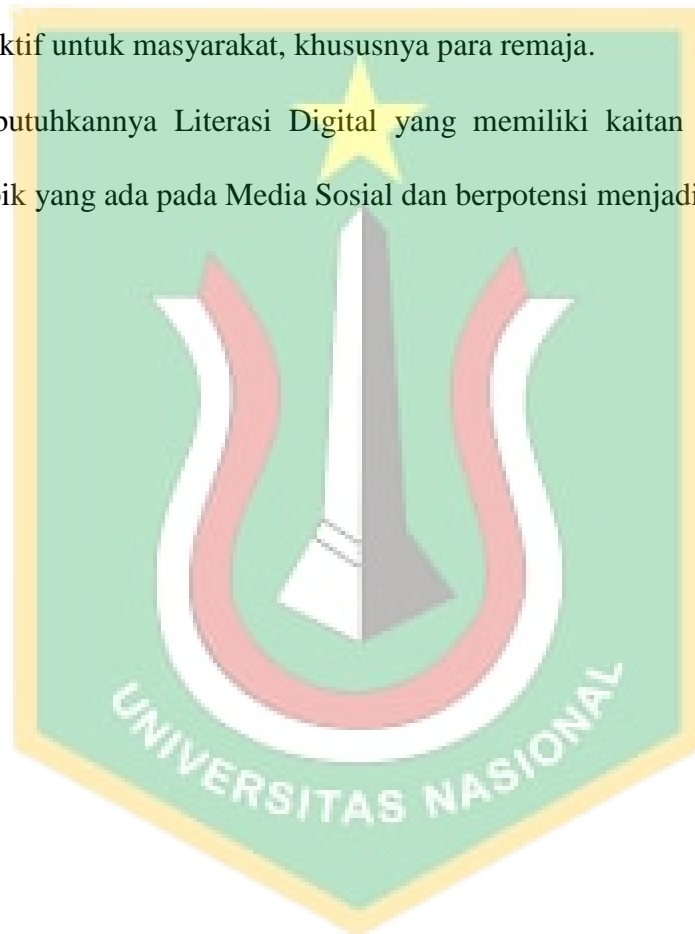 ktif untuk masyarakat, khususnya para remaja.
butuhkannya Literasi Digital yang memiliki kaitan
ik yang ada pada Media Sosial dan berpotensi menjadi
UNIVERSITAS NASIONAL